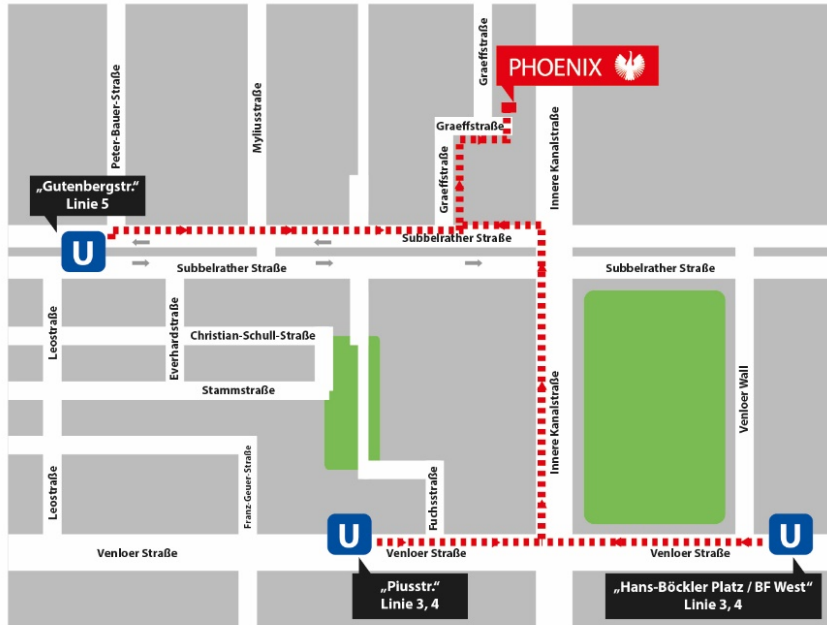 Graeffstraße
PHOENIX
Peter-Bauer-Straße
Myliusstraße
Graeffstraße
Graeffstraße
Innere Kanalstraße
„Gutenbergstr.“
Linie 5
U
Subbelrather Straße
Subbelrather Straße
Subbelrather Straße
Leostraße
Everhardstraße
Christian-Schull-Straße
Stammstraße
Innere Kanalstraße
Venloer Wall
Leostraße
Franz-Geuer-Straße
Fuchsstraße
U
U
Venloer Straße
Venloer Straße
Venloer Straße
„Piusstr.“
Linie 3, 4
„Hans-Böckler Platz / BF West“
Linie 3, 4